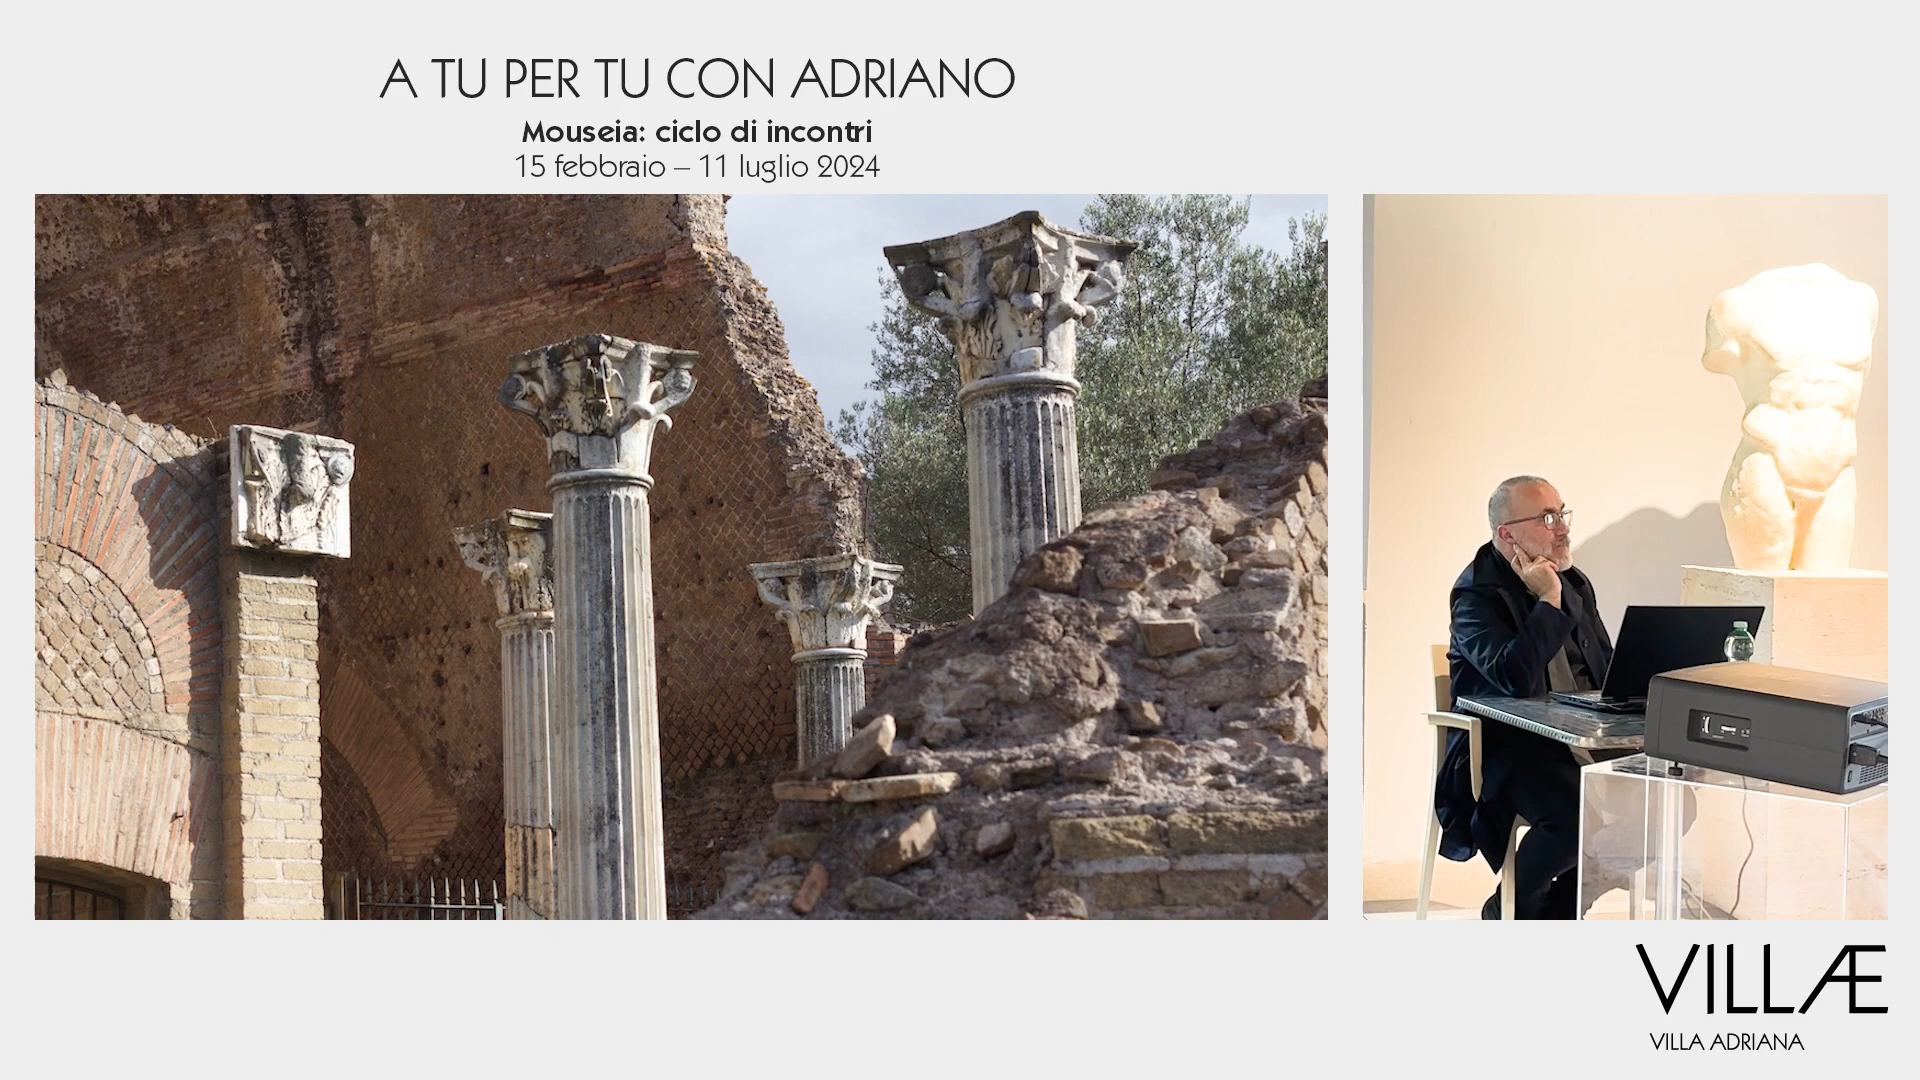 A TU PER TU CON ADRIANO
Mouseia: ciclo di incontri
15 febbraio – 11 luglio 2024
VILLÆ
VILLA ADRIANA